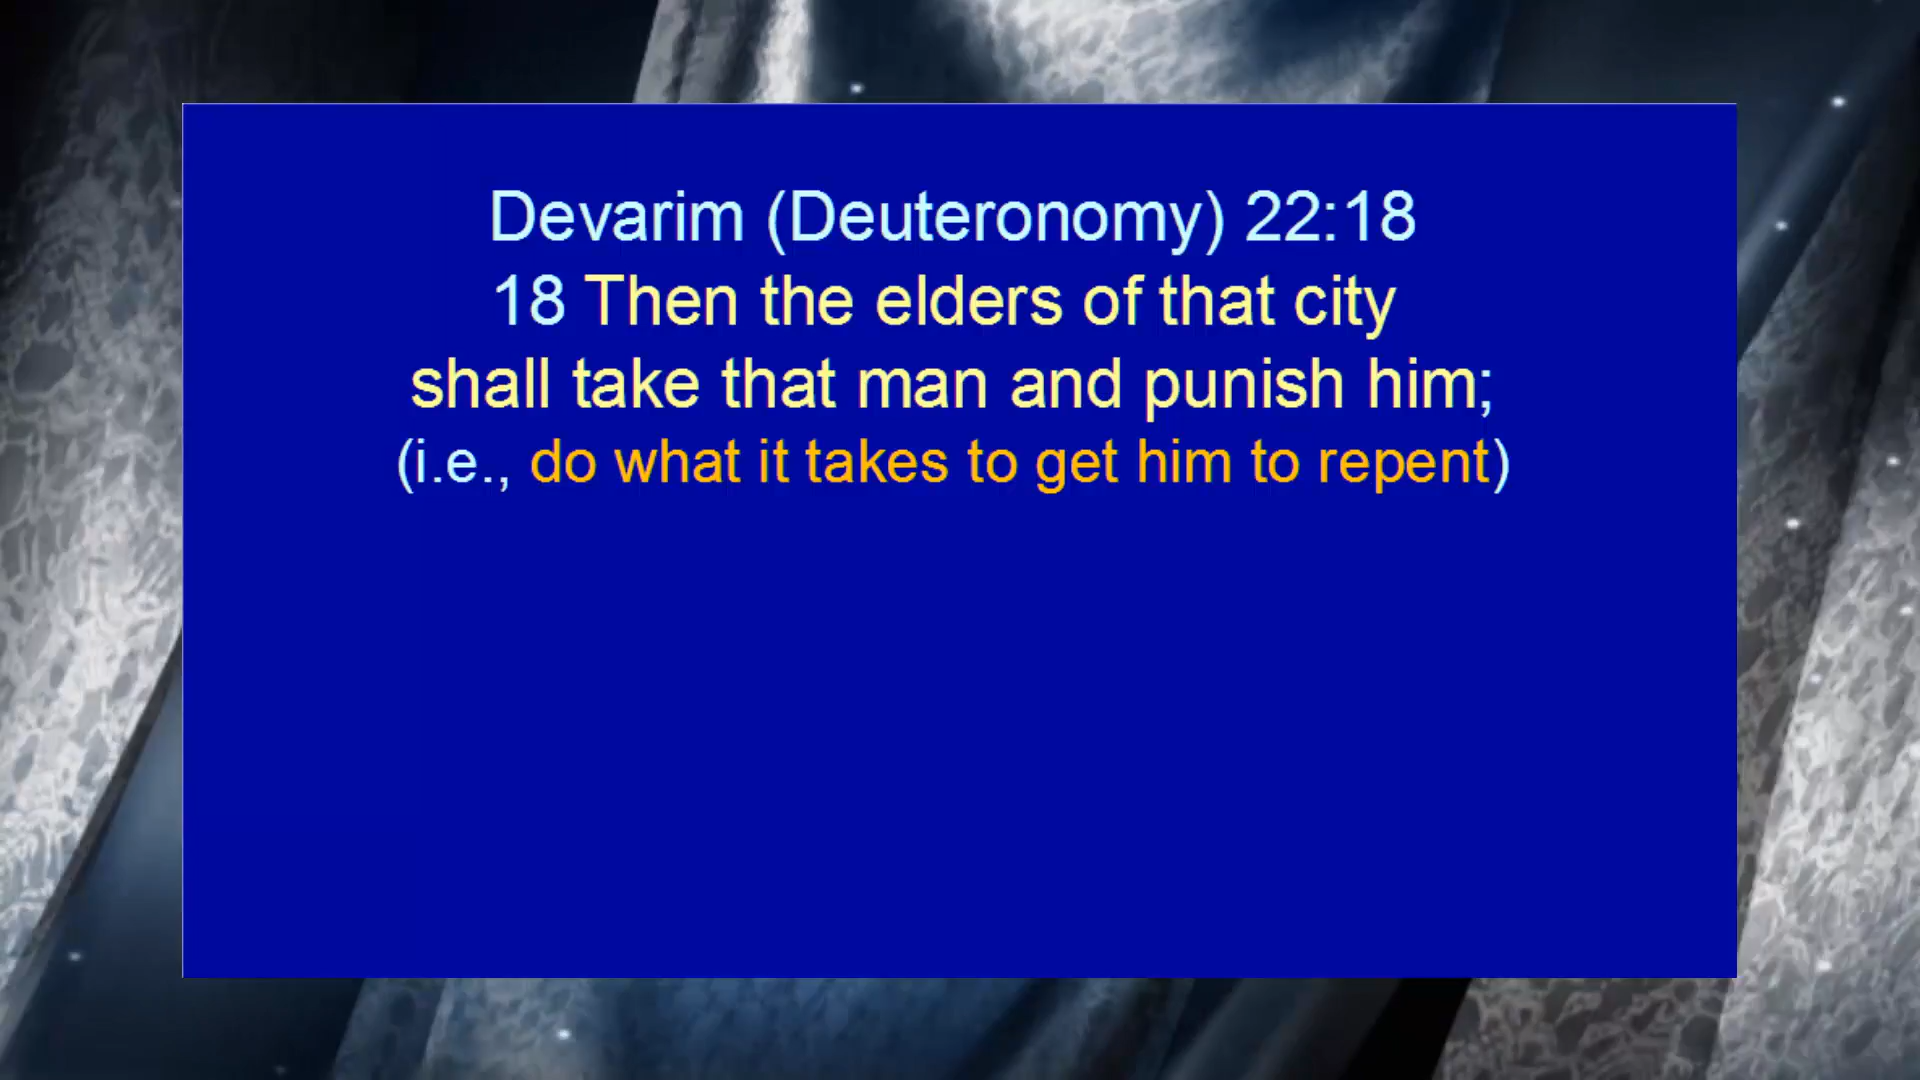 Devarim (Deuteronomy) 22:18
18 Then the elders of that city
shall take that man and punish him;
(i.e., do what it takes to get him to repent)